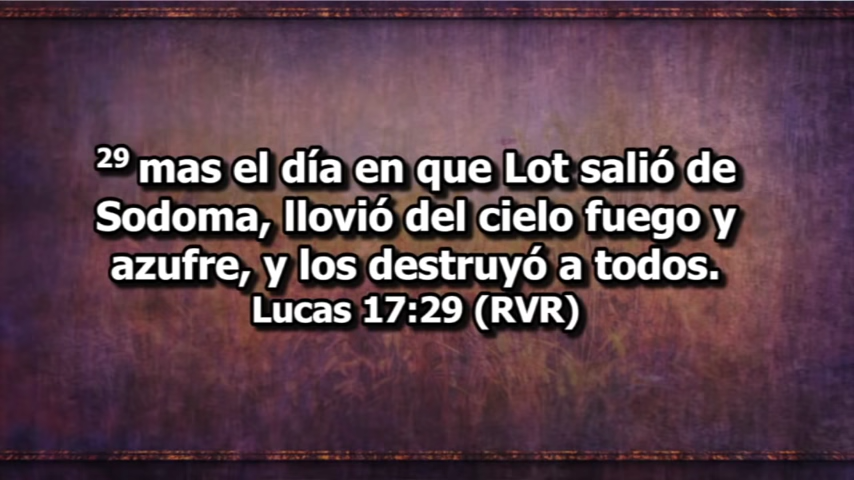 29 mas el día en que Lot salió de
Sodoma, llovió del cielo fuego y
azufre, y los destruyó a todos.
Lucas 17:29 (RVR)